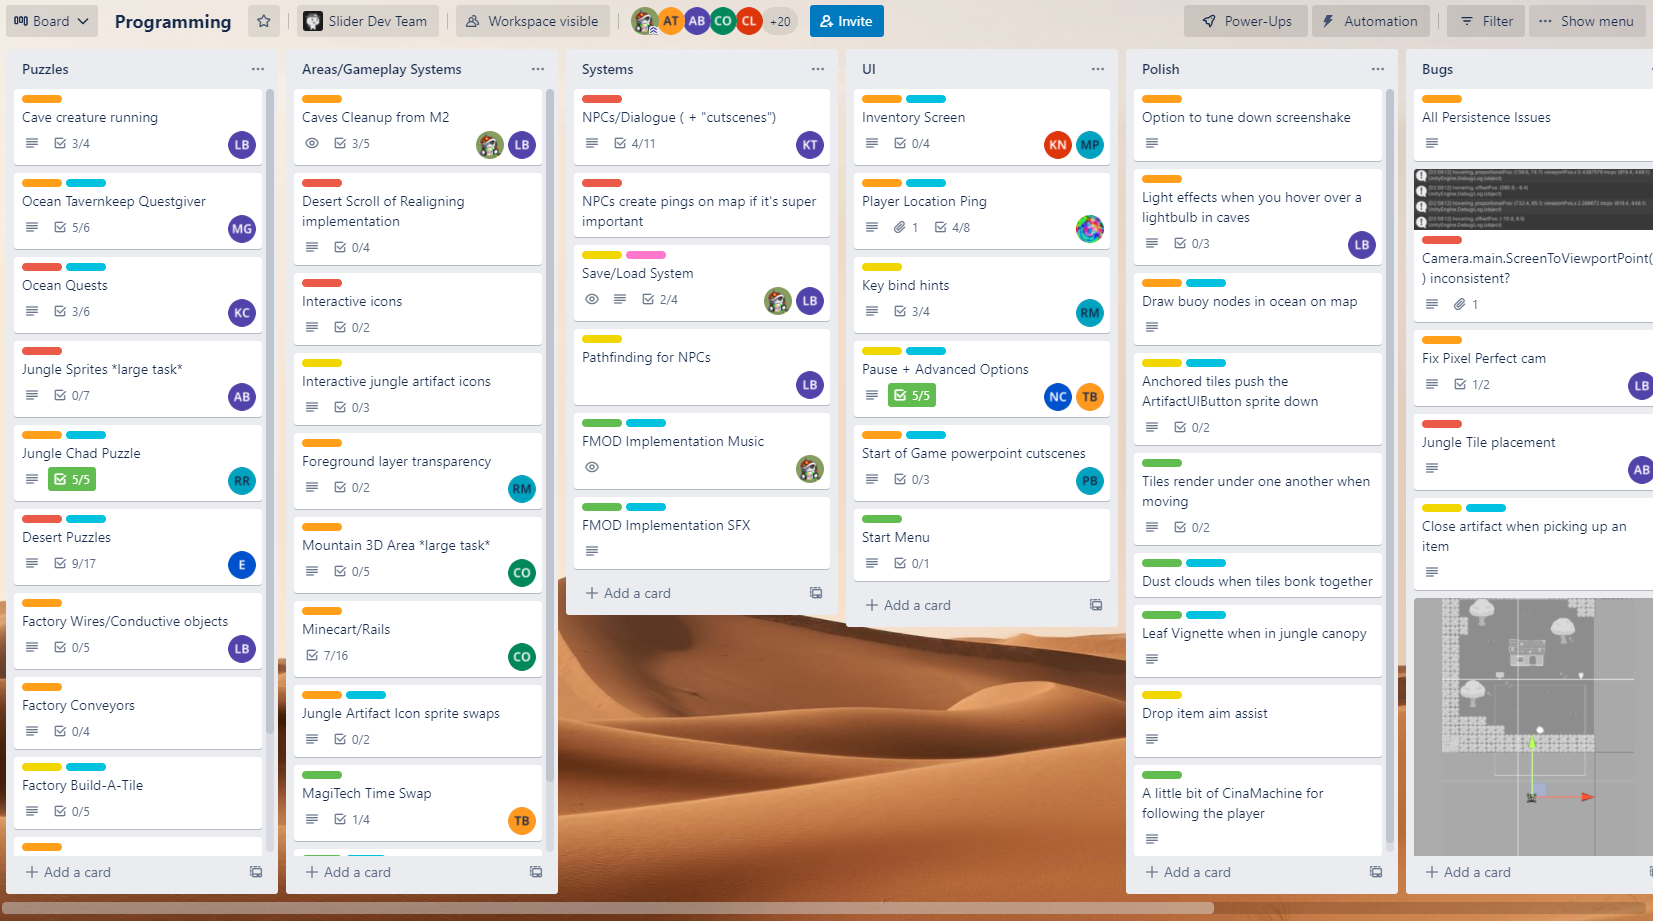 Board
Programming
Slider Dev Team
Workspace visible
AT
AB
CO
CL
+20
Invite
Power-Ups
Automation
Filter
Show menu
Puzzles
Cave creature running
3/4
LB
Ocean Tavernkeep Questgiver
5/6
MG
Ocean Quests
3/6
KC
Jungle Sprites *large task*
0/7
AB
Jungle Chad Puzzle
5/5
RR
Desert Puzzles
9/17
E
Factory Wires/Conductive objects
0/5
LB
Factory Conveyors
0/4
Factory Build-A-Tile
0/5
Add a card
Areas/Gameplay Systems
Caves Cleanup from M2
3/5
LB
Desert Scroll of Realigning
implementation
0/4
Interactive icons
0/2
Interactive jungle artifact icons
0/3
Foreground layer transparency
0/2
RM
Mountain 3D Area *large task*
0/5
CO
Minecart/Rails
7/16
CO
Jungle Artifact Icon sprite swaps
0/2
MagiTech Time Swap
1/4
TB
Add a card
Systems
NPCs/Dialogue ( + "cutscenes")
4/11
KT
NPCs create pings on map if it's super
important
Save/Load System
2/4
LB
Pathfinding for NPCs
LB
FMOD Implementation Music
FMOD Implementation SFX
Add a card
UI
Inventory Screen
0/4
KN
MP
Player Location Ping
1
4/8
Key bind hints
3/4
RM
Pause + Advanced Options
5/5
NC
TB
Start of Game powerpoint cutscenes
0/3
PB
Start Menu
0/1
Add a card
Polish
Option to tune down screenshake
Light effects when you hover over a
lightbulb in caves
0/3
LB
Draw buoy nodes in ocean on map
Anchored tiles push the
ArtifactUIButton sprite down
0/2
Tiles render under one another when
moving
0/2
Dust clouds when tiles bonk together
Leaf Vignette when in jungle canopy
Drop item aim assist
A little bit of CinaMachine for
following the player
Add a card
Bugs
All Persistence Issues
UnityEngine.Debug:Log (object)
UnityEngine.Debug:Log (object)
UnityEngine.Debug:Log (object)
UnityEngine.Debug:Log (object)
Camera.main.ScreenToViewportPoint(
) inconsistent?
1
Fix Pixel Perfect cam
1/2
LB
Jungle Tile placement
AB
Close artifact when picking up an
item
Add a card